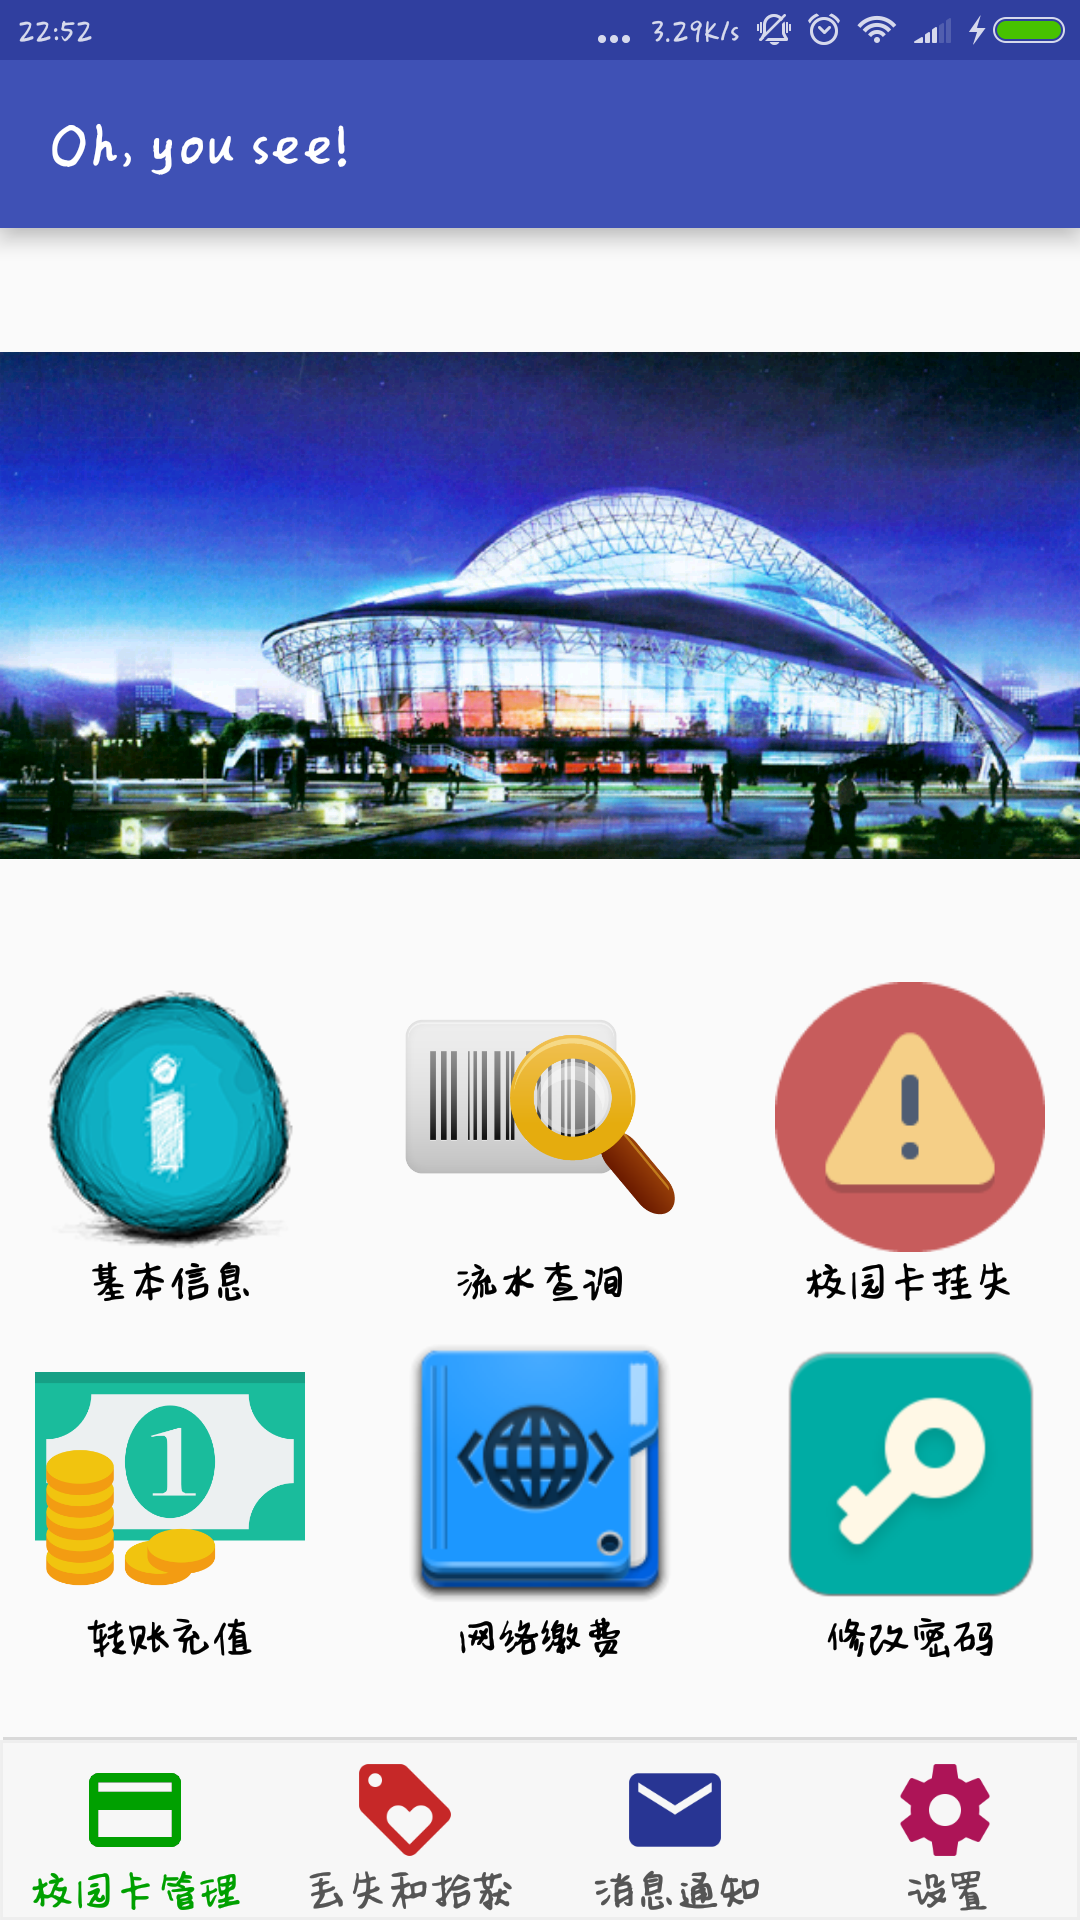 22:52
... 3.29K/s
Oh, you see!
基本信息
流水查询
校园卡挂失
1
转账充值
网络缴费
修改密码
校园卡管理
丢失和拾获
消息通知
设置